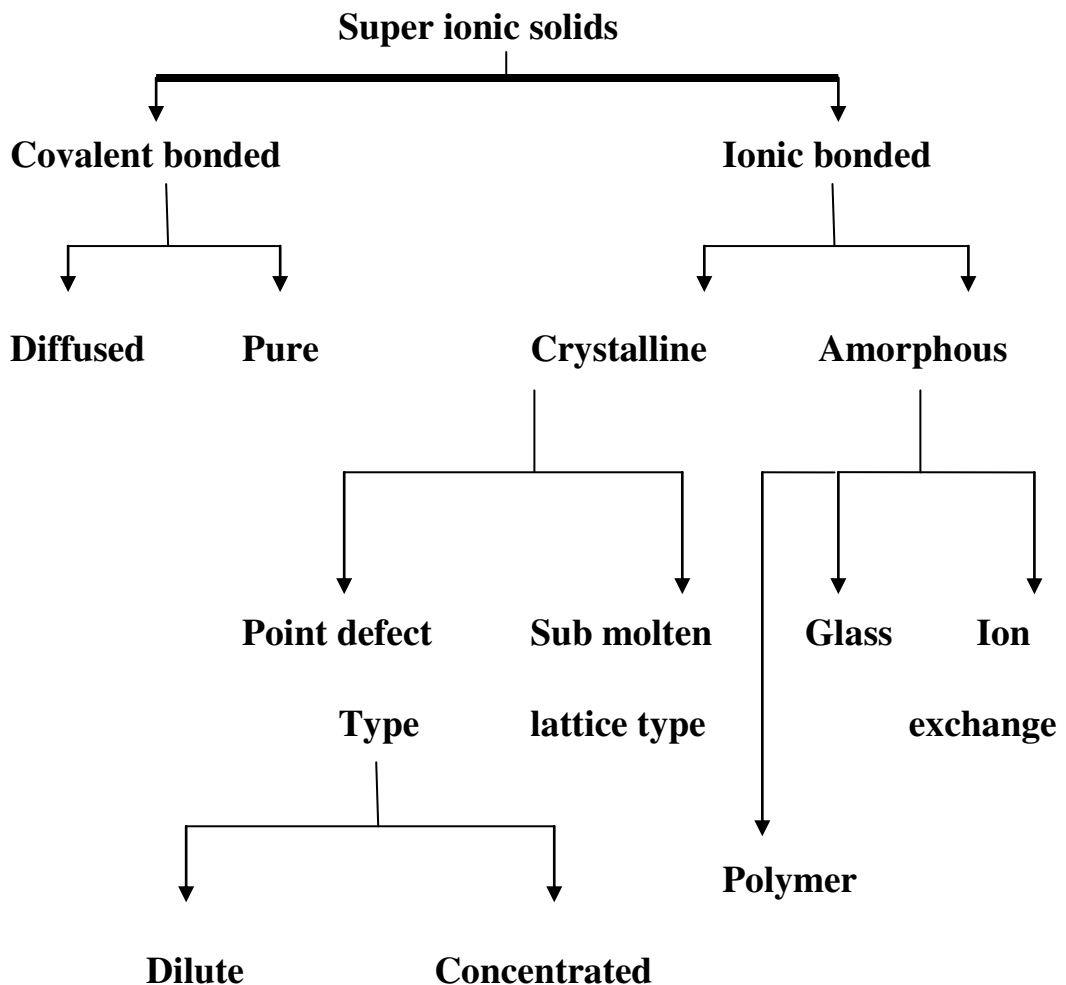 Super ionic solids
Covalent bonded Ionic bonded
Diffused Pure Crystalline Amorphous
Point defect Sub molten Glass Ion
Type lattice type exchange
Polymer
Dilute Concentrated